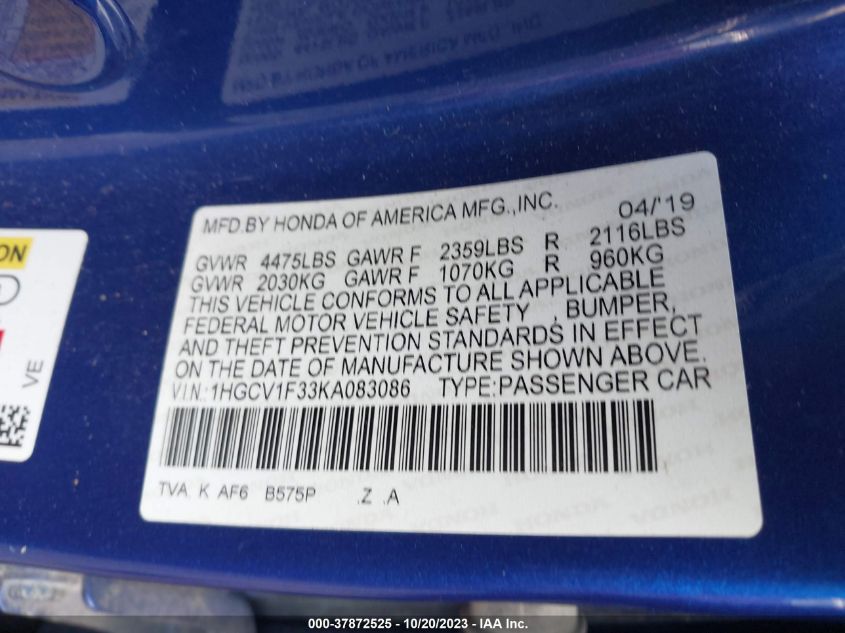 MFD.BY HONDA OF AMERICA MFG.,INC. 04/'19
GVWR 4475LBS GAWR F 2359LBS R 2116LBS
GVWR 2030KG GAWR F 1070KG R 960KG
THIS VEHICLE CONFORMS TO ALL APPLICABLE
FEDERAL MOTOR VEHICLE SAFETY , BUMPER,
AND THEFT PREVENTION STANDARDS IN EFFECT
ON THE DATE OF MANUFACTURE SHOWN ABOVE.
VIN:1HGCV1F33KA083086 TYPE:PASSENGER CAR
TVA K AF6 B575P .Z .A
ON
VE
000-37872525 - 10/20/2023 - IAA Inc.